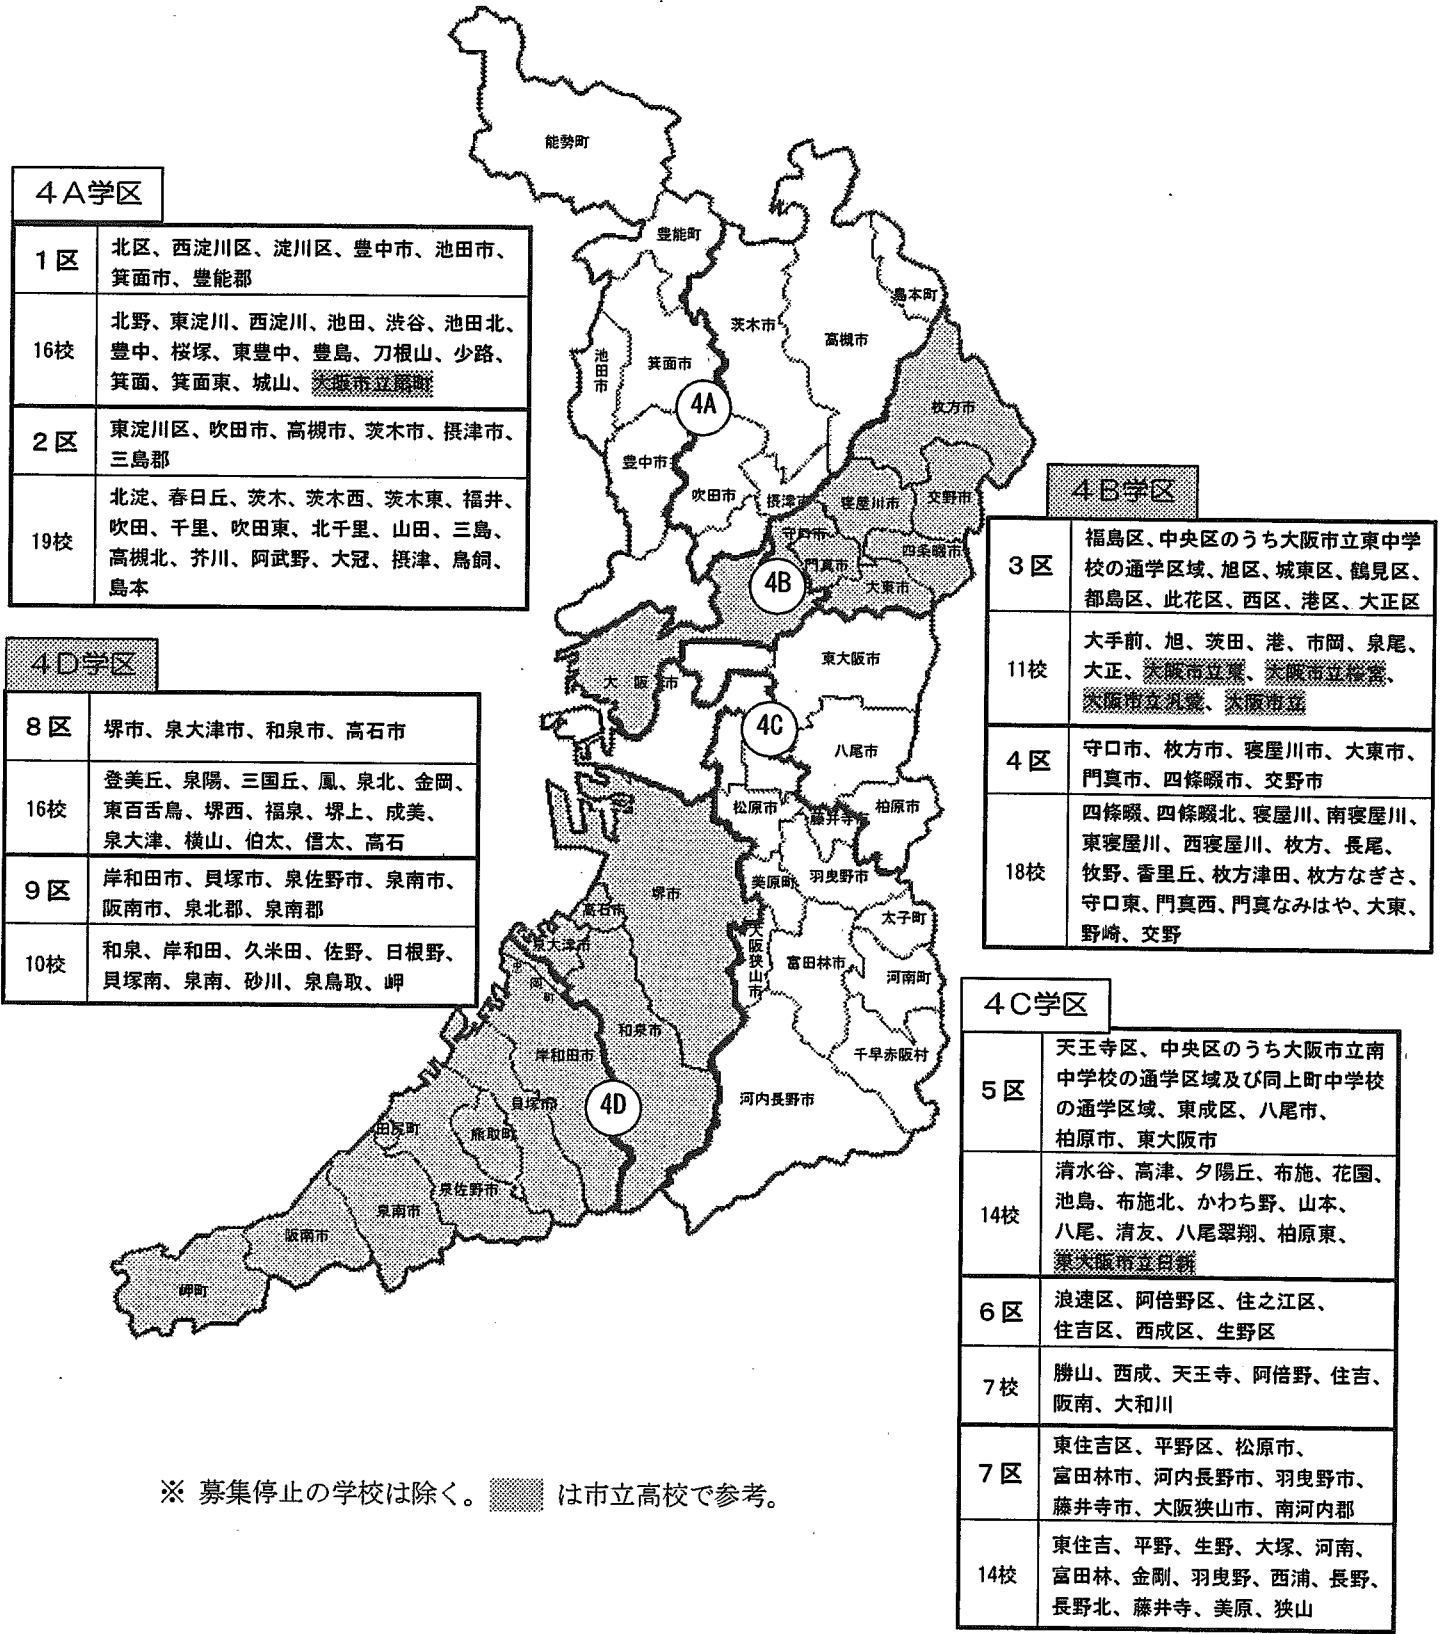 能勢町
豊能町
島本町
茨木市
高槻市
池田市
箕面市
4A
枚方市
豊中市
吹田市
摂津市
寝屋川市
交野市
守口市
門真市
四条畷市
4B
大東市
東大阪市
大阪市
4C
八尾市
松原市
藤井寺
柏原市
美原町
羽曳野市
堺市
高石市
太子町
泉大津市
大阪狭山市
富田林市
河南町
和泉市
千早赤阪村
岸和田市
河内長野市
貝塚市
4D
田尻町
熊取町
泉佐野市
泉南市
阪南市
岬町
4A学区
1区
北区、西淀川区、淀川区、豊中市、池田市、
箕面市、豊能郡
16校
北野、東淀川、西淀川、池田、渋谷、池田北、
豊中、桜塚、東豊中、豊島、刀根山、少路、
箕面、箕面東、城山、大阪市立扇町
2区
東淀川区、吹田市、高槻市、茨木市、摂津市、
三島郡
19校
北淀、春日丘、茨木、茨木西、茨木東、福井、
吹田、千里、吹田東、北千里、山田、三島、
高槻北、芥川、阿武野、大冠、摂津、鳥飼、
島本
4B学区
3区
福島区、中央区のうち大阪市立東中学
校の通学区域、旭区、城東区、鶴見区、
都島区、此花区、西区、港区、大正区
11校
大手前、旭、茨田、港、市岡、泉尾、
大正、大阪市立東、大阪市立桜宮、
大阪市立汎愛、大阪市立
4区
守口市、枚方市、寝屋川市、大東市、
門真市、四條畷市、交野市
18校
四條畷、四條畷北、寝屋川、南寝屋川、
東寝屋川、西寝屋川、枚方、長尾、
牧野、香里丘、枚方津田、枚方なぎさ、
守口東、門真西、門真なみはや、大東、
野崎、交野
4D学区
8区
堺市、泉大津市、和泉市、高石市
16校
登美丘、泉陽、三国丘、鳳、泉北、金岡、
東百舌鳥、堺西、福泉、堺上、成美、
泉大津、横山、伯太、信太、高石
9区
岸和田市、貝塚市、泉佐野市、泉南市、
阪南市、泉北郡、泉南郡
10校
和泉、岸和田、久米田、佐野、日根野、
貝塚南、泉南、砂川、泉鳥取、岬
4C学区
5区
天王寺区、中央区のうち大阪市立南
中学校の通学区域及び同上町中学校
の通学区域、東成区、八尾市、
柏原市、東大阪市
14校
清水谷、高津、夕陽丘、布施、花園、
池島、布施北、かわち野、山本、
八尾、清友、八尾翠翔、柏原東、
東大阪市立日新
6区
浪速区、阿倍野区、住之江区、
住吉区、西成区、生野区
7校
勝山、西成、天王寺、阿倍野、住吉、
阪南、大和川
7区
東住吉区、平野区、松原市、
富田林市、河内長野市、羽曳野市、
藤井寺市、大阪狭山市、南河内郡
14校
東住吉、平野、生野、大塚、河南、
富田林、金剛、羽曳野、西浦、長野、
長野北、藤井寺、美原、狭山
※ 募集停止の学校は除く。 は市立高校で参考。